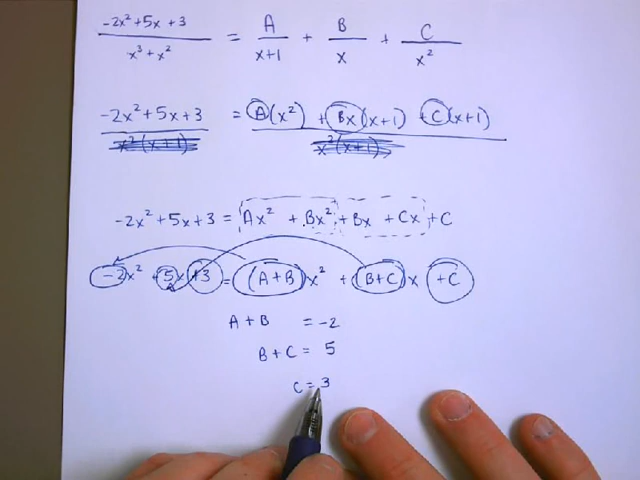 (-2x² + 5x + 3)/(x³ + x²) = A/(x+1) + B/x + C/x²
(-2x² + 5x + 3)/(x²(x+1)) = (A(x²) + Bx(x+1) + C(x+1))/(x²(x+1))
-2x² + 5x + 3 = Ax² + Bx² + Bx + Cx + C
-2x² + 5x + 3 = (A+B)x² + (B+C)x + C
A + B = -2
B + C = 5
C = 3